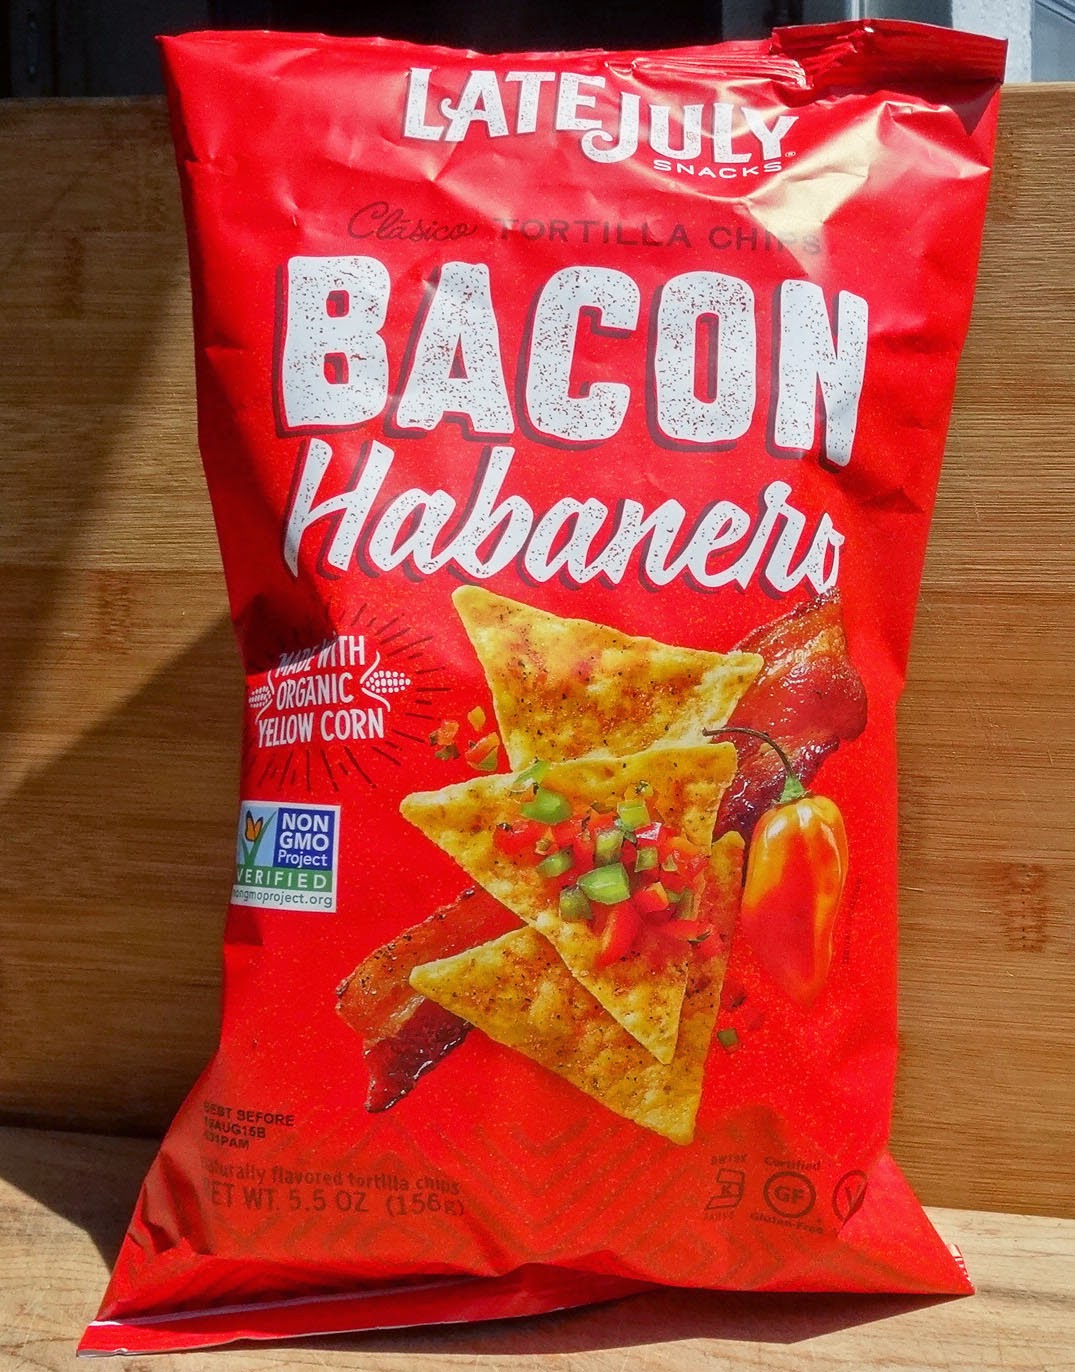 LATE JULY
SNACKS®
Clásico TORTILLA CHIPS
BACON
Habanero
MADE WITH
ORGANIC
YELLOW CORN
NON
GMO
Project
VERIFIED
nongmoproject.org
BEST BEFORE
naturally flavored tortilla chips
NET WT. 5.5 OZ (156g)
K
Certified
GF
Gluten-Free
V